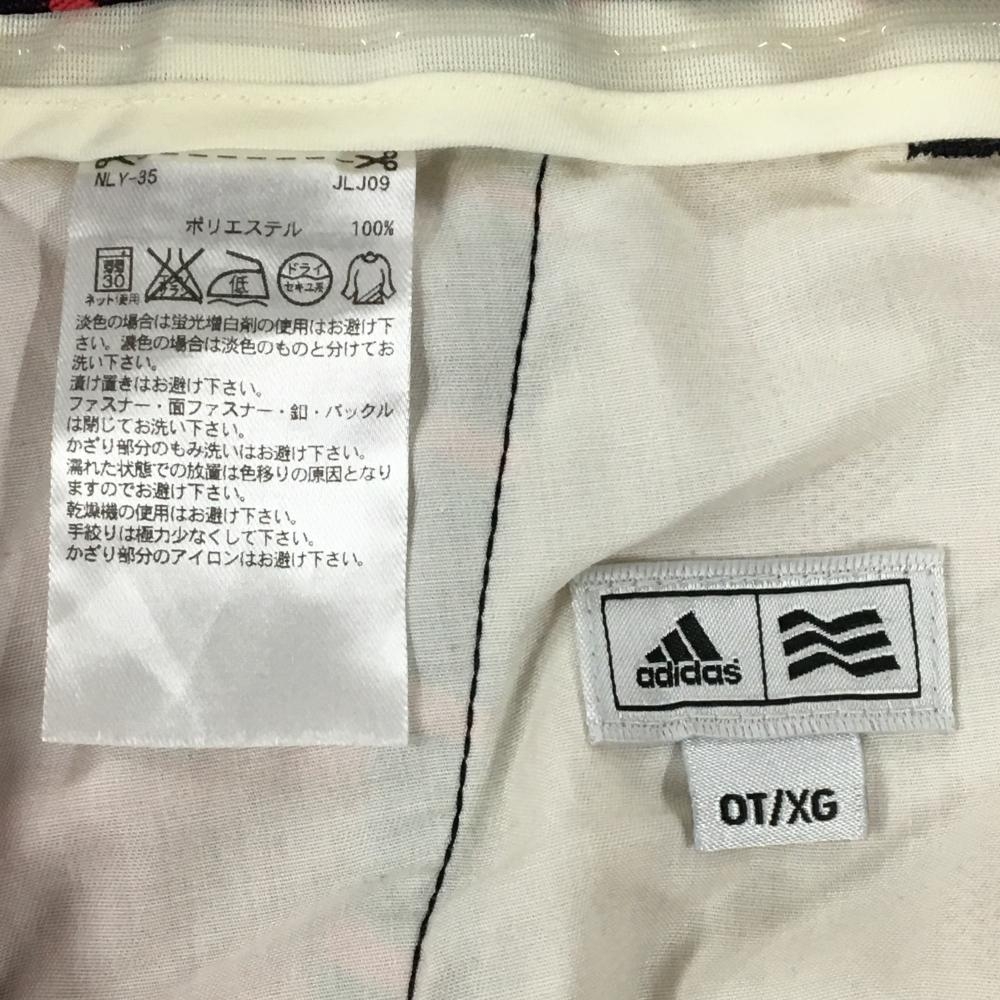 NLY-35 JLJ09
ポリエステル 100%
弱 30 エンソ サラシ 低 ドライ セキユ系
ネット使用
淡色の場合は蛍光増白剤の使用はお避け下
さい。濃色の場合は淡色のものと分けてお
洗い下さい。
漬け置きはお避け下さい。
ファスナー・面ファスナー・釦・バックル
は閉じてお洗い下さい。
かざり部分のもみ洗いはお避け下さい。
濡れた状態での放置は色移りの原因となり
ますのでお避け下さい。
乾燥機の使用はお避け下さい。
手絞りは極力少なくして下さい。
かざり部分のアイロンはお避け下さい。
adidas
OT/XG